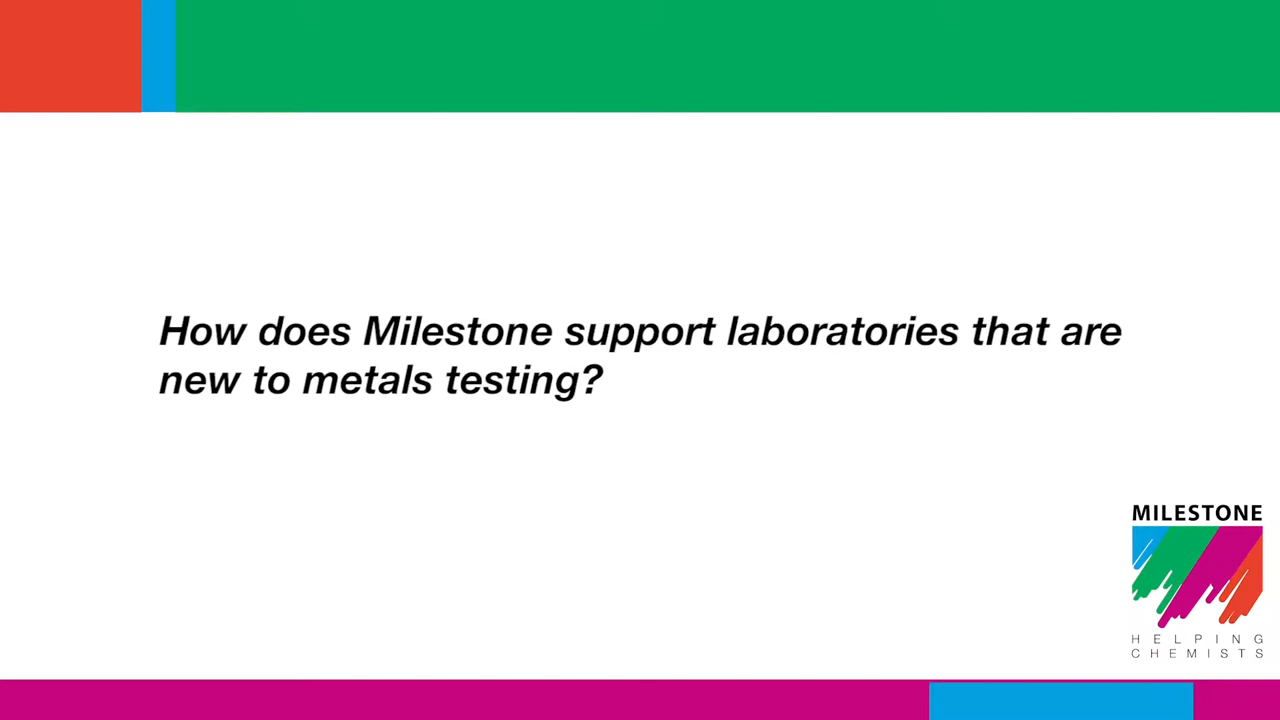 How does Milestone support laboratories that are
new to metals testing?
MILESTONE
HELPING
CHEMISTS